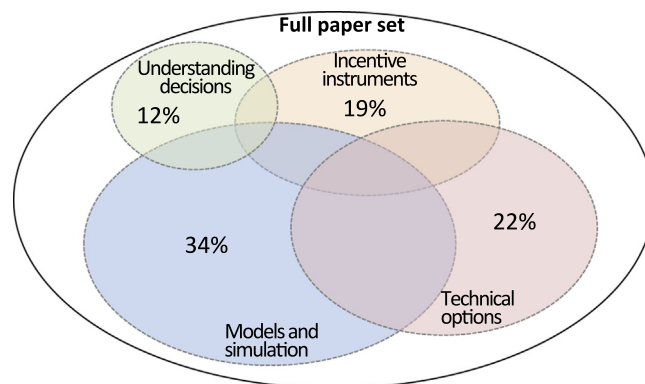 Full paper set
Understanding
decisions
12%
Incentive
instruments
19%
34%
22%
Technical
options
Models and
simulation